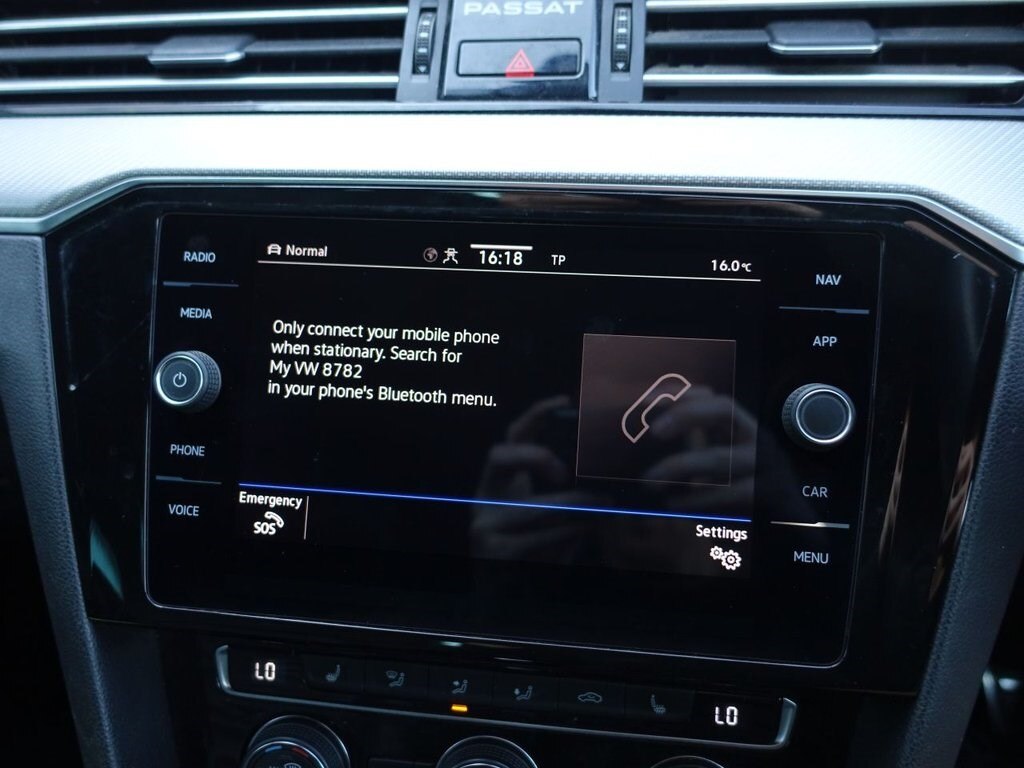 PASSAT
RADIO
MEDIA
PHONE
VOICE
Normal
16:18
TP
16.0°C
Only connect your mobile phone
when stationary. Search for
My VW 8782
in your phone's Bluetooth menu.
Emergency
SOS
Settings
NAV
APP
CAR
MENU
LO
LO